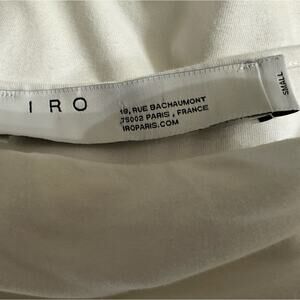 IRO
19, RUE BACHAUMONT
75002 PARIS, FRANCE
IROPARIS.COM
SMALL